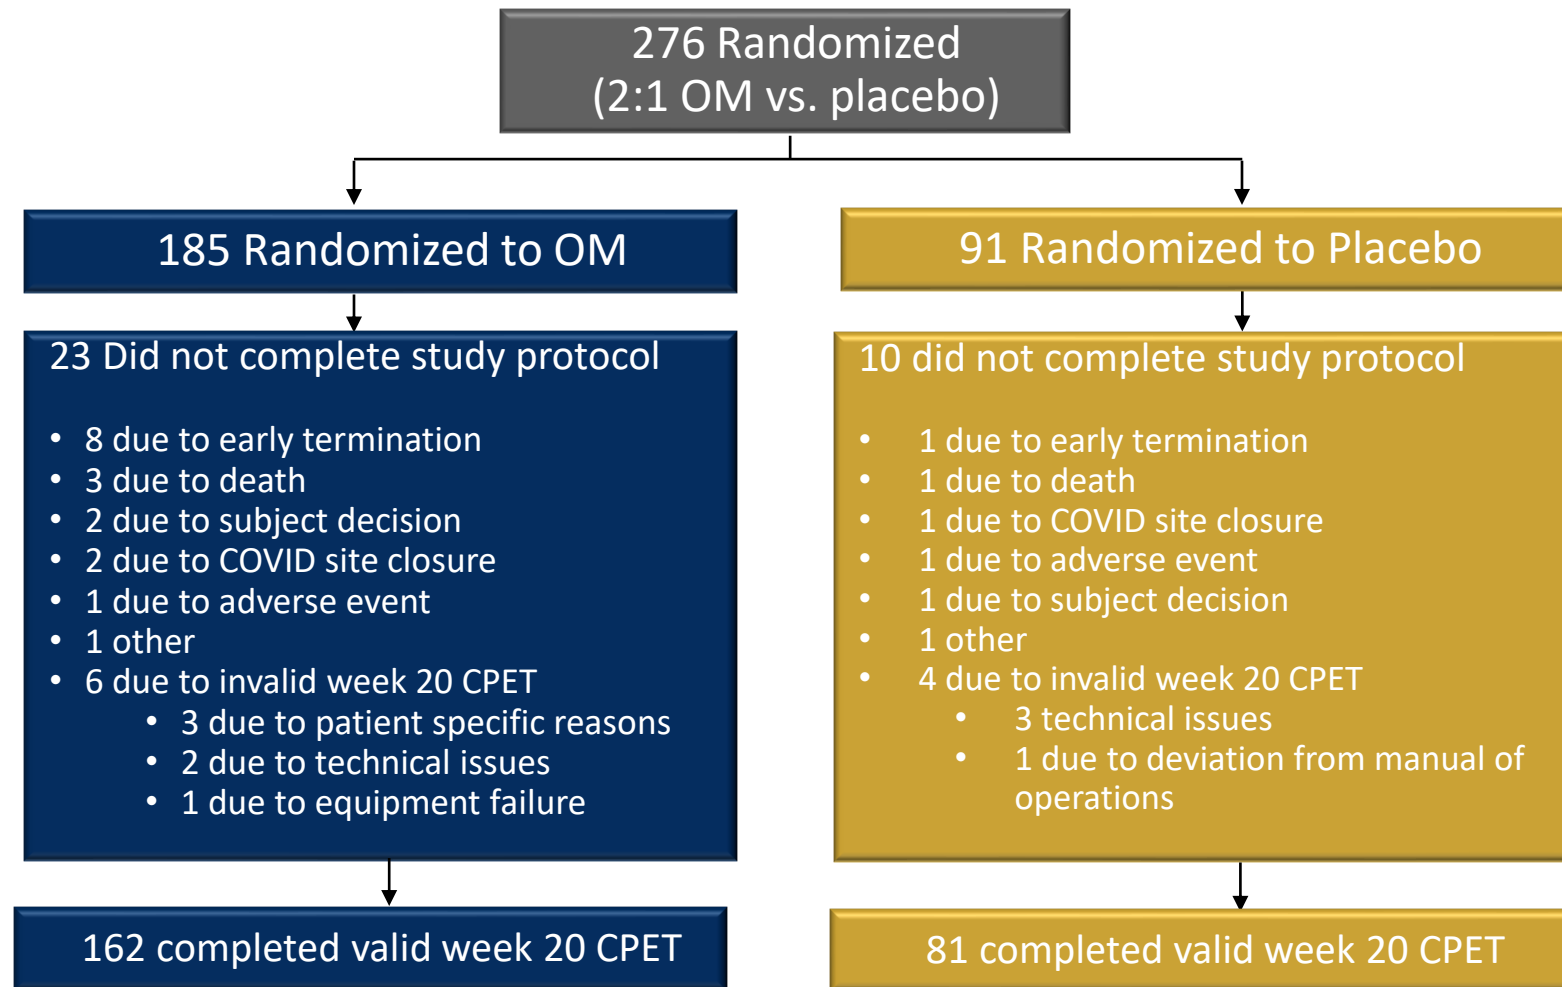 276 Randomized
(2:1 OM vs. placebo)
185 Randomized to OM
23 Did not complete study protocol
• 8 due to early termination
• 3 due to death
• 2 due to subject decision
• 2 due to COVID site closure
• 1 due to adverse event
• 1 other
• 6 due to invalid week 20 CPET
• 3 due to patient specific reasons
• 2 due to technical issues
• 1 due to equipment failure
162 completed valid week 20 CPET
91 Randomized to Placebo
10 did not complete study protocol
• 1 due to early termination
• 1 due to death
• 1 due to COVID site closure
• 1 due to adverse event
• 1 due to subject decision
• 1 other
• 4 due to invalid week 20 CPET
• 3 technical issues
• 1 due to deviation from manual of
operations
81 completed valid week 20 CPET